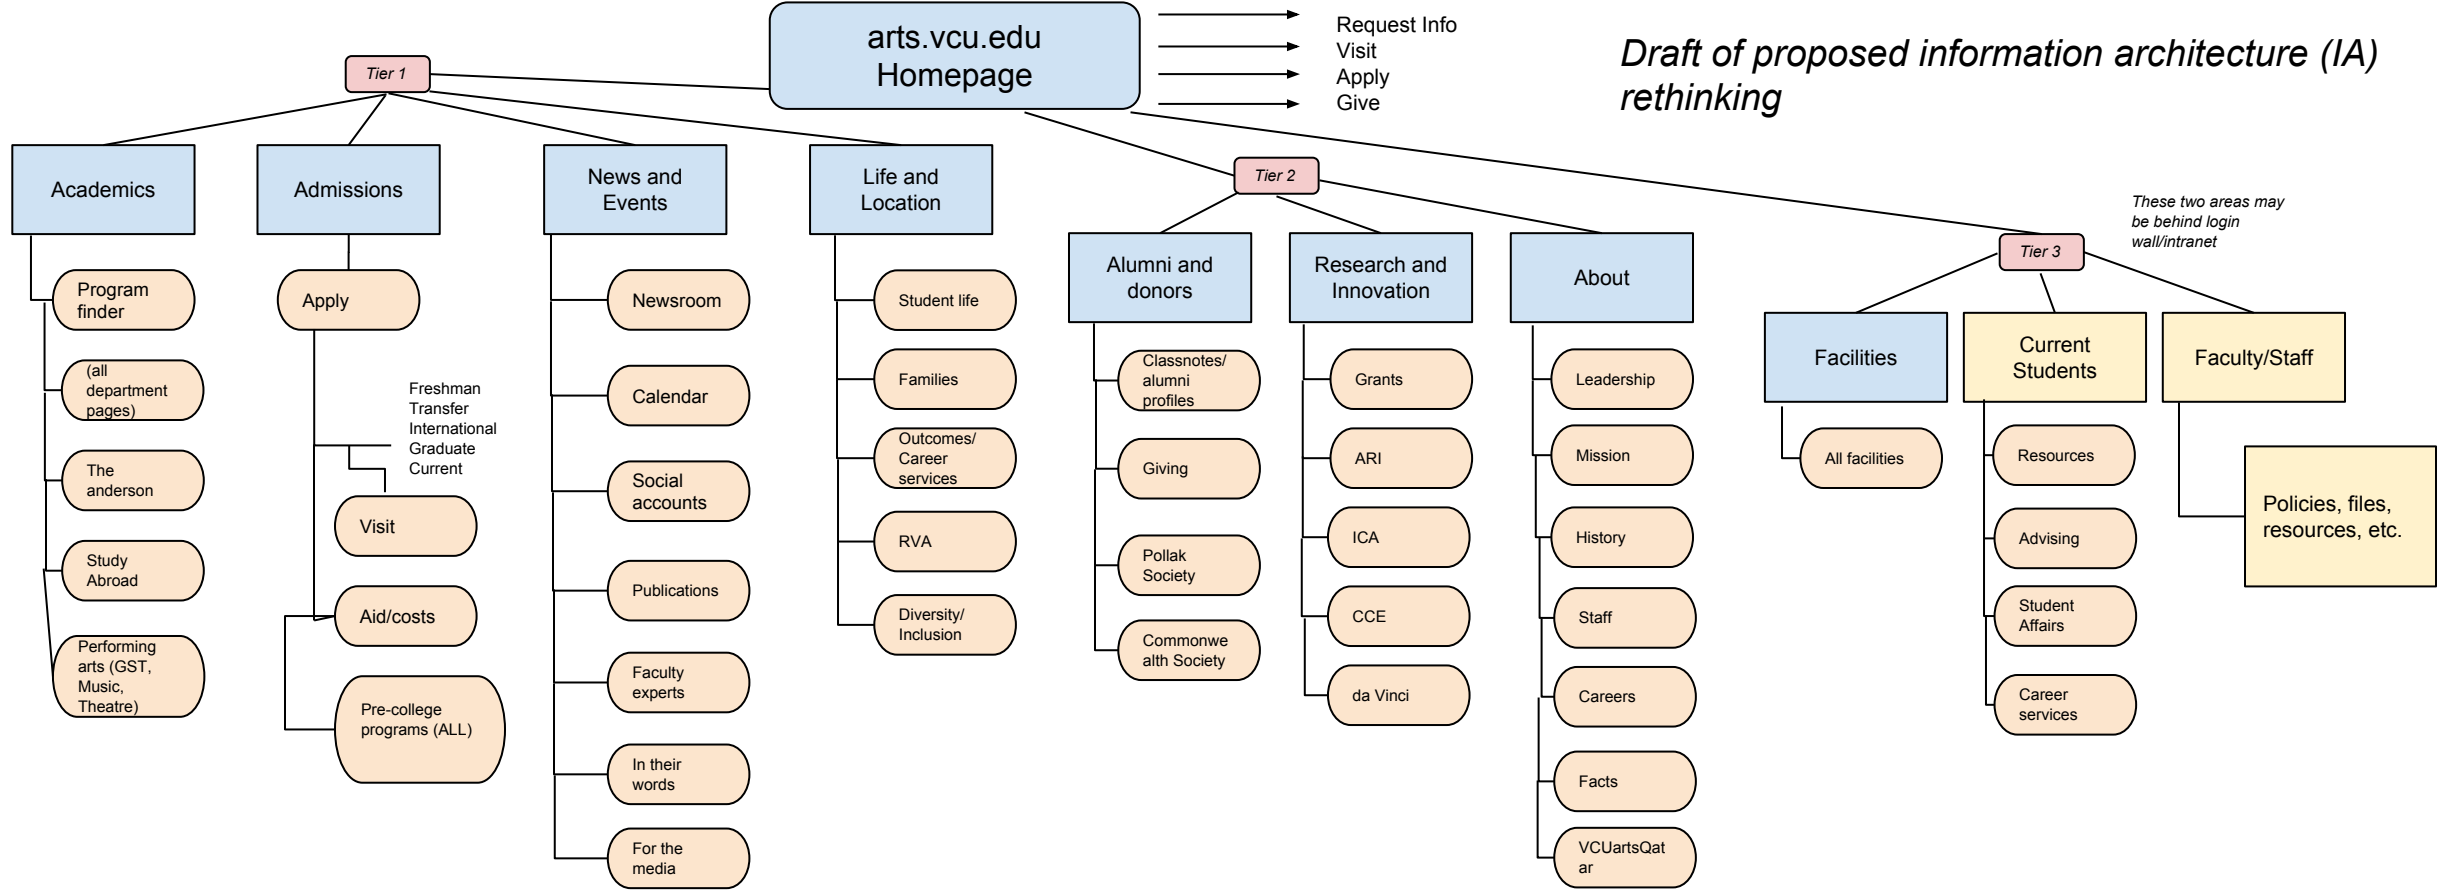 arts.vcu.edu
Homepage
Request Info
Visit
Apply
Give
Draft of proposed information architecture (IA)
rethinking
Tier 1
Academics
Program
finder
(all
department
pages)
The
anderson
Study
Abroad
Performing
arts (GST,
Music,
Theatre)
Admissions
Apply
Freshman
Transfer
International
Graduate
Current
Visit
Aid/costs
Pre-college
programs (ALL)
News and
Events
Newsroom
Calendar
Social
accounts
Publications
Faculty
experts
In their
words
For the
media
Life and
Location
Student life
Families
Outcomes/
Career
services
RVA
Diversity/
Inclusion
Tier 2
Alumni and
donors
Classnotes/
alumni
profiles
Giving
Pollak
Society
Commonwe
alth Society
Research and
Innovation
Grants
ARI
ICA
CCE
da Vinci
About
Leadership
Mission
History
Staff
Careers
Facts
VCUartsQat
ar
These two areas may
be behind login
wall/intranet
Tier 3
Facilities
All facilities
Current
Students
Resources
Advising
Student
Affairs
Career
services
Faculty/Staff
Policies, files,
resources, etc.